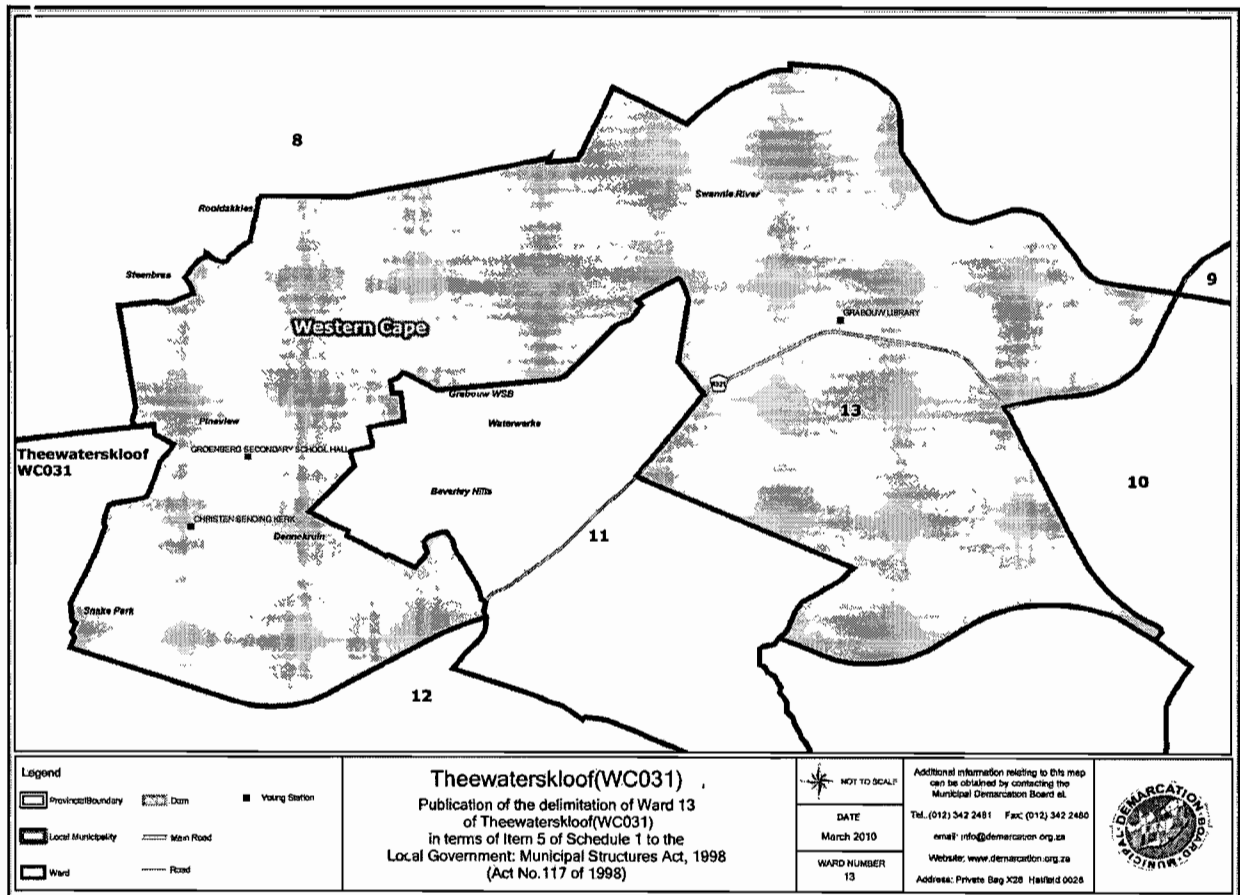 8
Swannie River
Rooidakkies
Steenbras
9
Western Cape
GRABOUW LIBRARY
R321
Grabouw WSB
13
Pineview
Waterwerke
Theewaterskloof
WC031
GROENBERG SECONDARY SCHOOL HALL
10
Beverley Hills
CHRISTEN SENDING KERK
Dennekruin
11
Snake Park
12
Legend
ProvincialBoundary
Dam
Young Station
Local Municipality
Main Road
Ward
Road
Theewaterskloof(WC031)
Publication of the delimitation of Ward 13
of Theewaterskloof(WC031)
in terms of Item 5 of Schedule 1 to the
Local Government: Municipal Structures Act, 1998
(Act No.117 of 1998)
NOT TO SCALE
DATE
March 2010
WARD NUMBER
13
Additional information relating to this map
can be obtained by contacting the
Municipal Demarcation Board at.
Tel.:(012) 342 2481 Fax: (012) 342 2480
email: info@demarcation.org.za
Website: www.demarcation.org.za
Address: Private Bag X28 Hatfield 0028
MUNICIPAL DEMARCATION BOARD